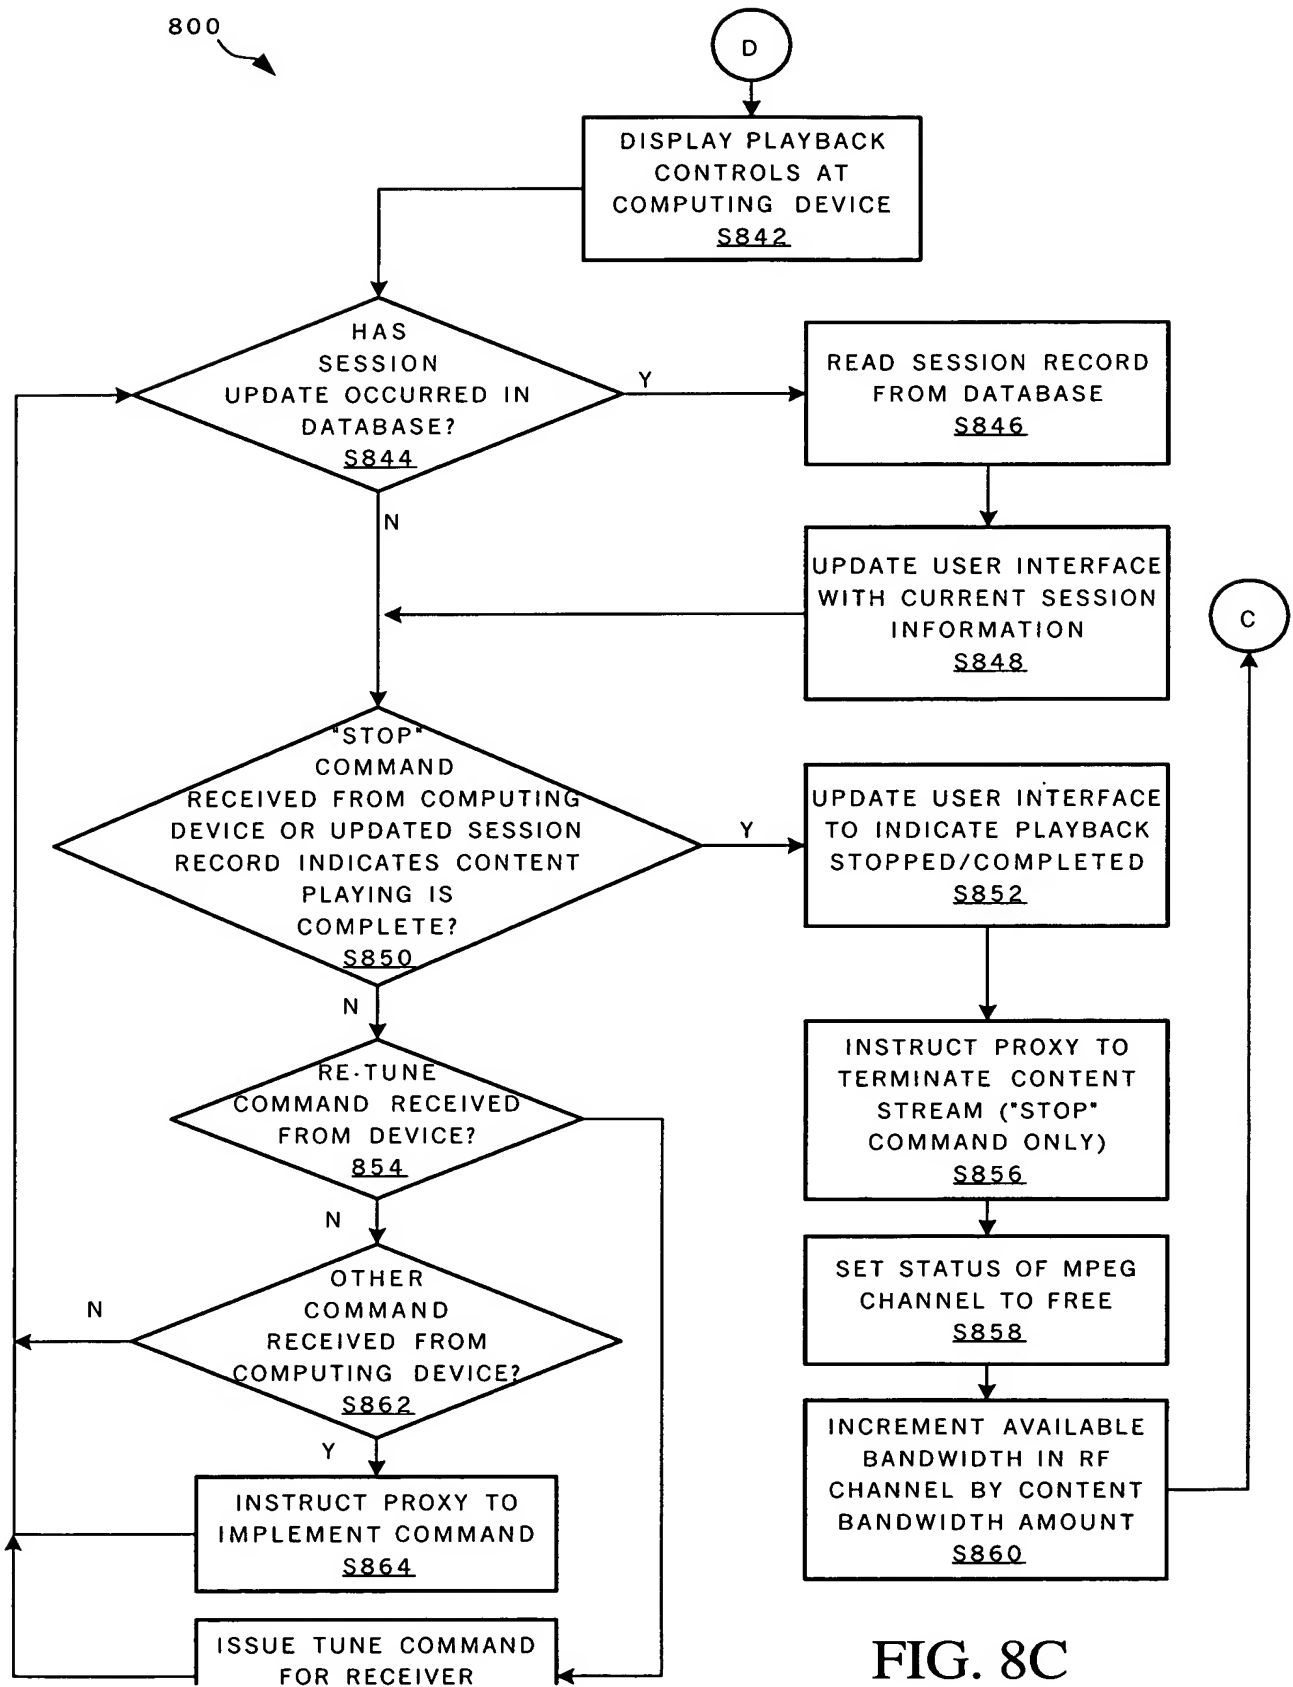 800
D
DISPLAY PLAYBACK
CONTROLS AT
COMPUTING DEVICE
S842
HAS
SESSION
UPDATE OCCURRED IN
DATABASE?
S844
Y
READ SESSION RECORD
FROM DATABASE
S846
N
UPDATE USER INTERFACE
WITH CURRENT SESSION
INFORMATION
S848
C
"STOP"
COMMAND
RECEIVED FROM COMPUTING
DEVICE OR UPDATED SESSION
RECORD INDICATES CONTENT
PLAYING IS
COMPLETE?
S850
Y
UPDATE USER INTERFACE
TO INDICATE PLAYBACK
STOPPED/COMPLETED
S852
N
RE-TUNE
COMMAND RECEIVED
FROM DEVICE?
854
INSTRUCT PROXY TO
TERMINATE CONTENT
STREAM ("STOP"
COMMAND ONLY)
S856
N
OTHER
COMMAND
RECEIVED FROM
COMPUTING DEVICE?
S862
N
SET STATUS OF MPEG
CHANNEL TO FREE
S858
Y
INCREMENT AVAILABLE
BANDWIDTH IN RF
CHANNEL BY CONTENT
BANDWIDTH AMOUNT
S860
INSTRUCT PROXY TO
IMPLEMENT COMMAND
S864
ISSUE TUNE COMMAND
FOR RECEIVER
FIG. 8C